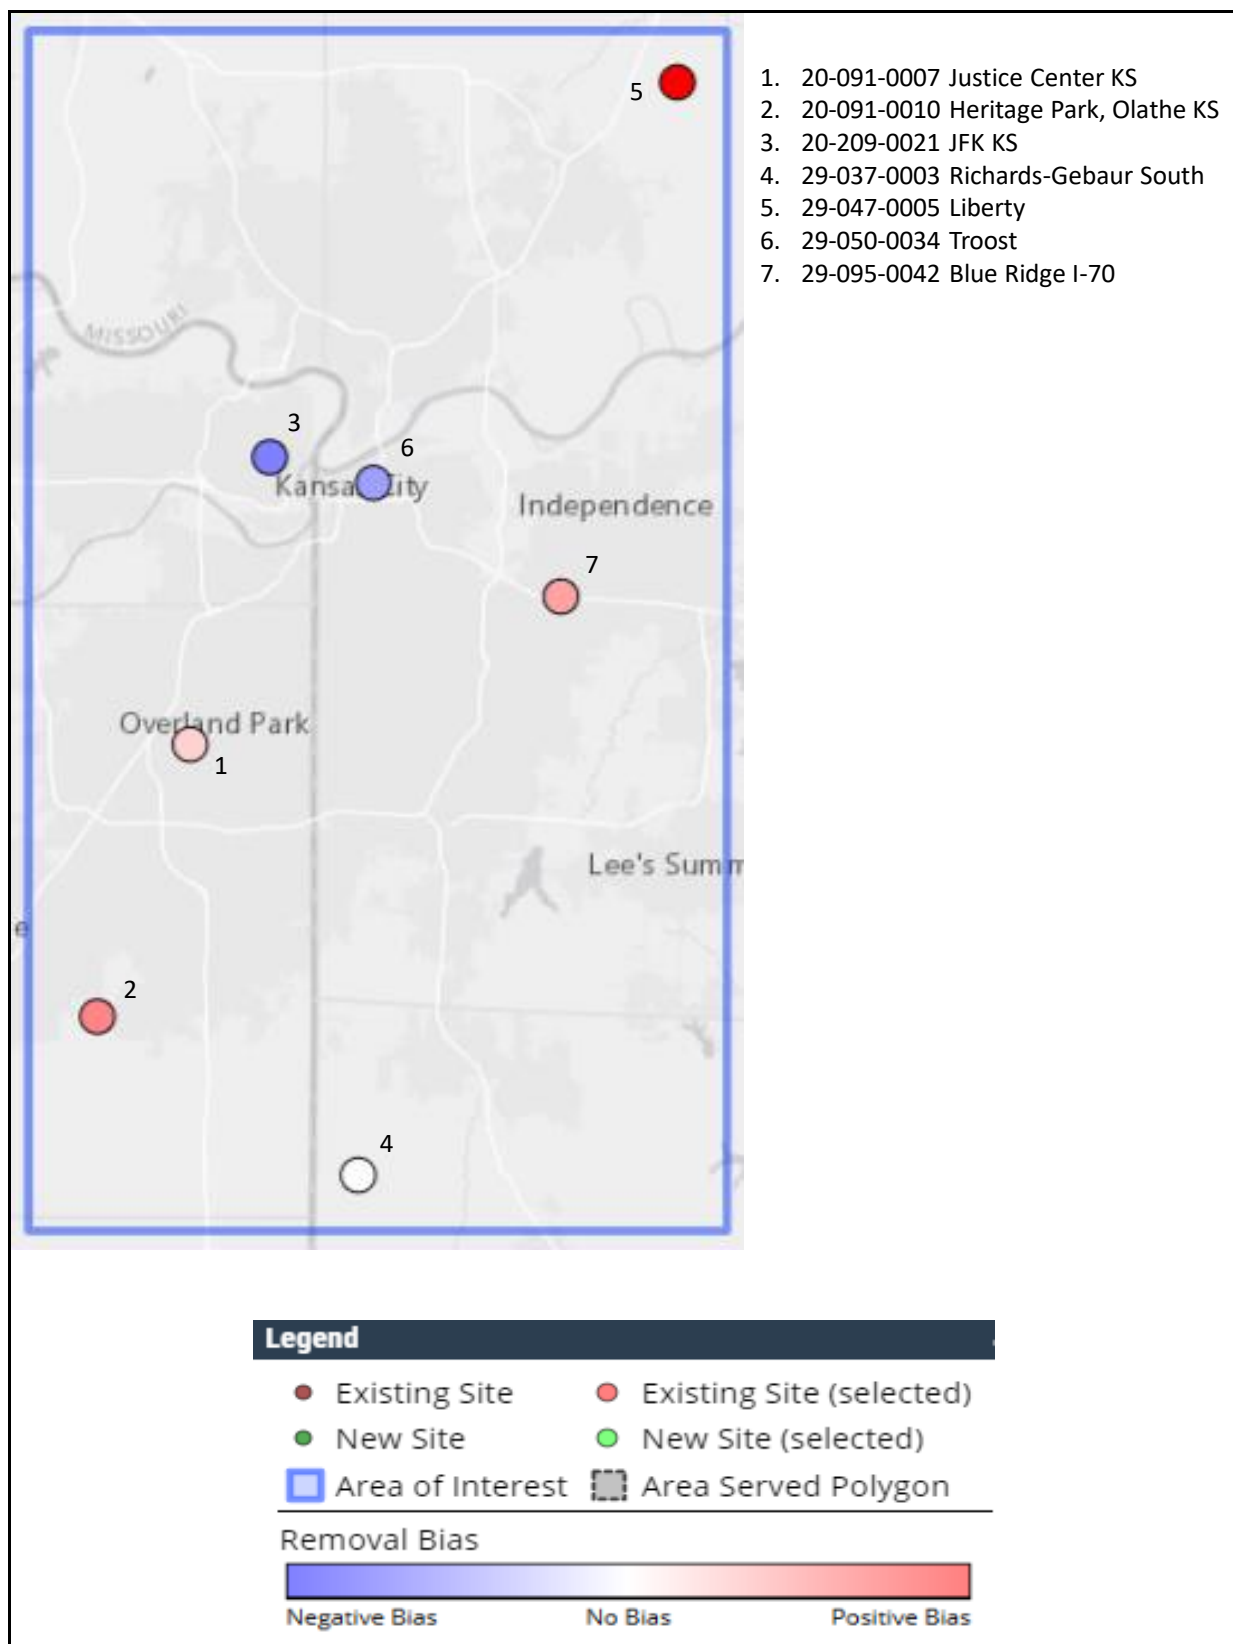 5
1. 20-091-0007 Justice Center KS
2. 20-091-0010 Heritage Park, Olathe KS
3. 20-209-0021 JFK KS
4. 29-037-0003 Richards-Gebaur South
5. 29-047-0005 Liberty
6. 29-050-0034 Troost
7. 29-095-0042 Blue Ridge I-70
MISSOURI
3
6
Kansas City
Independence
7
Overland Park
1
Lee's Summ
e
2
4
Legend
Existing Site Existing Site (selected)
New Site New Site (selected)
Area of Interest Area Served Polygon
Removal Bias
Negative Bias No Bias Positive Bias